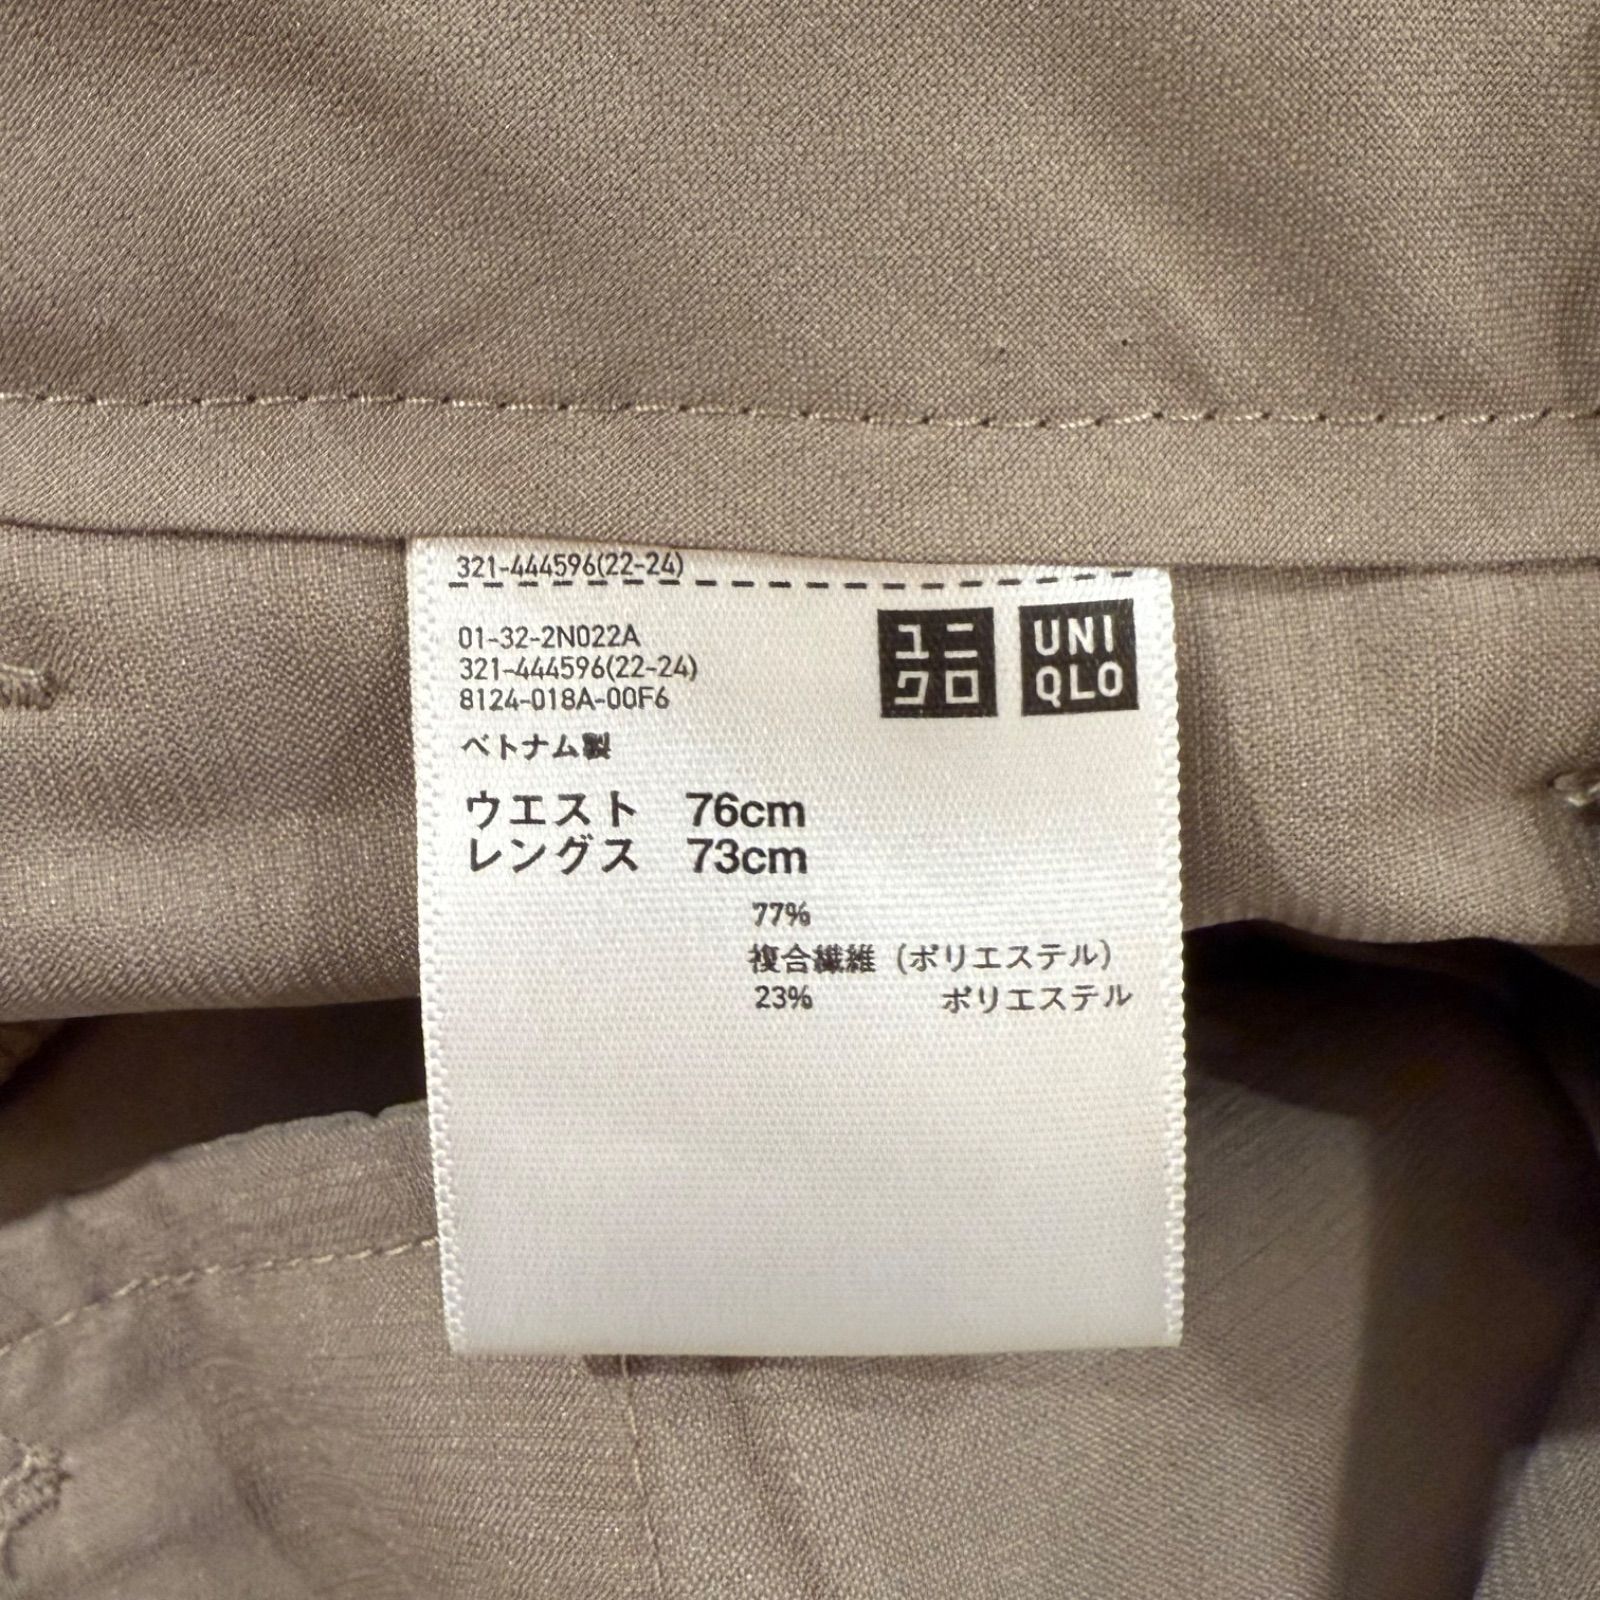 321-444596(22-24)
01-32-2N022A
321-444596(22-24)
8124-018A-00F6
ユニ
クロ
UNI
QLO
ベトナム製
ウエスト 76cm
レングス 73cm
77%
複合繊維(ポリエステル)
23% ポリエステル